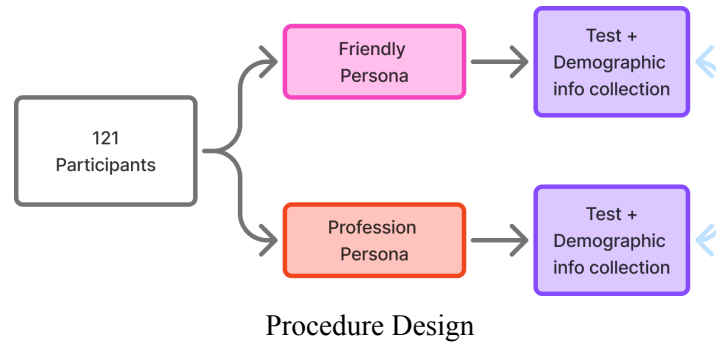 121
Participants
Friendly
Persona
Test +
Demographic
info collection
Profession
Persona
Test +
Demographic
info collection
Procedure Design